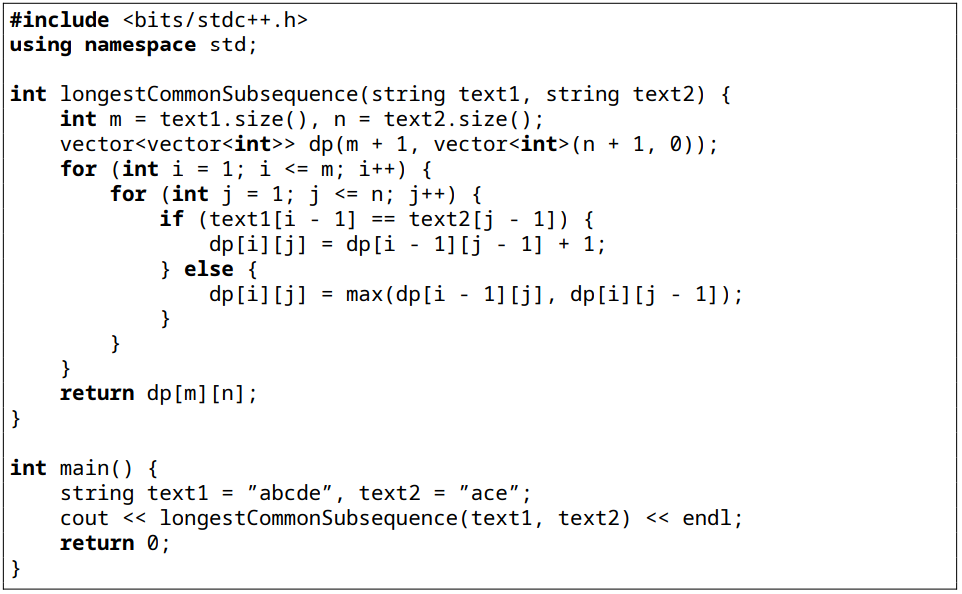 #include <bits/stdc++.h>
using namespace std;

int longestCommonSubsequence(string text1, string text2) {
    int m = text1.size(), n = text2.size();
    vector<vector<int>> dp(m + 1, vector<int>(n + 1, 0));
    for (int i = 1; i <= m; i++) {
        for (int j = 1; j <= n; j++) {
            if (text1[i - 1] == text2[j - 1]) {
                dp[i][j] = dp[i - 1][j - 1] + 1;
            } else {
                dp[i][j] = max(dp[i - 1][j], dp[i][j - 1]);
            }
        }
    }
    return dp[m][n];
}

int main() {
    string text1 = ”abcde”, text2 = ”ace”;
    cout << longestCommonSubsequence(text1, text2) << endl;
    return 0;
}